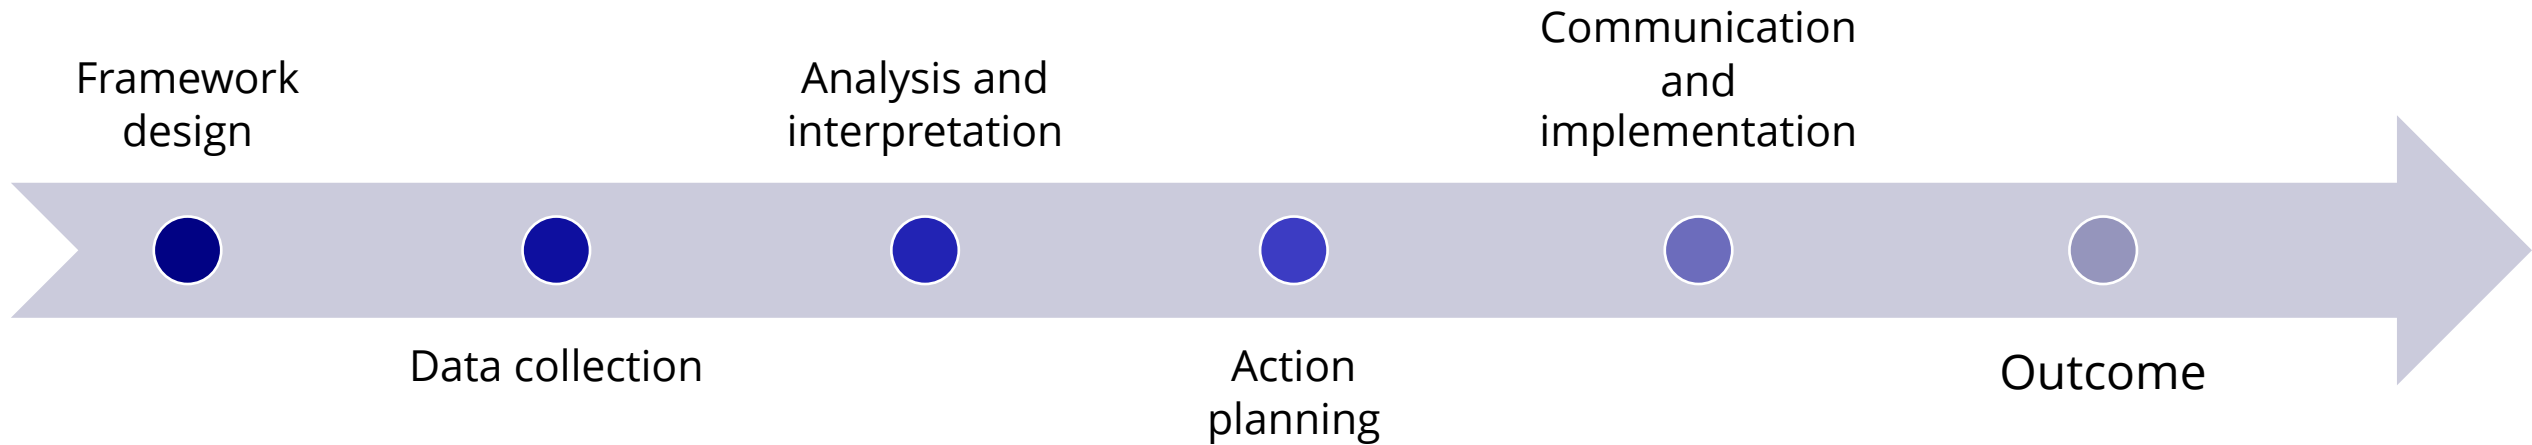 Framework
design
Data collection
Analysis and
interpretation
Action
planning
Communication
and
implementation
Outcome